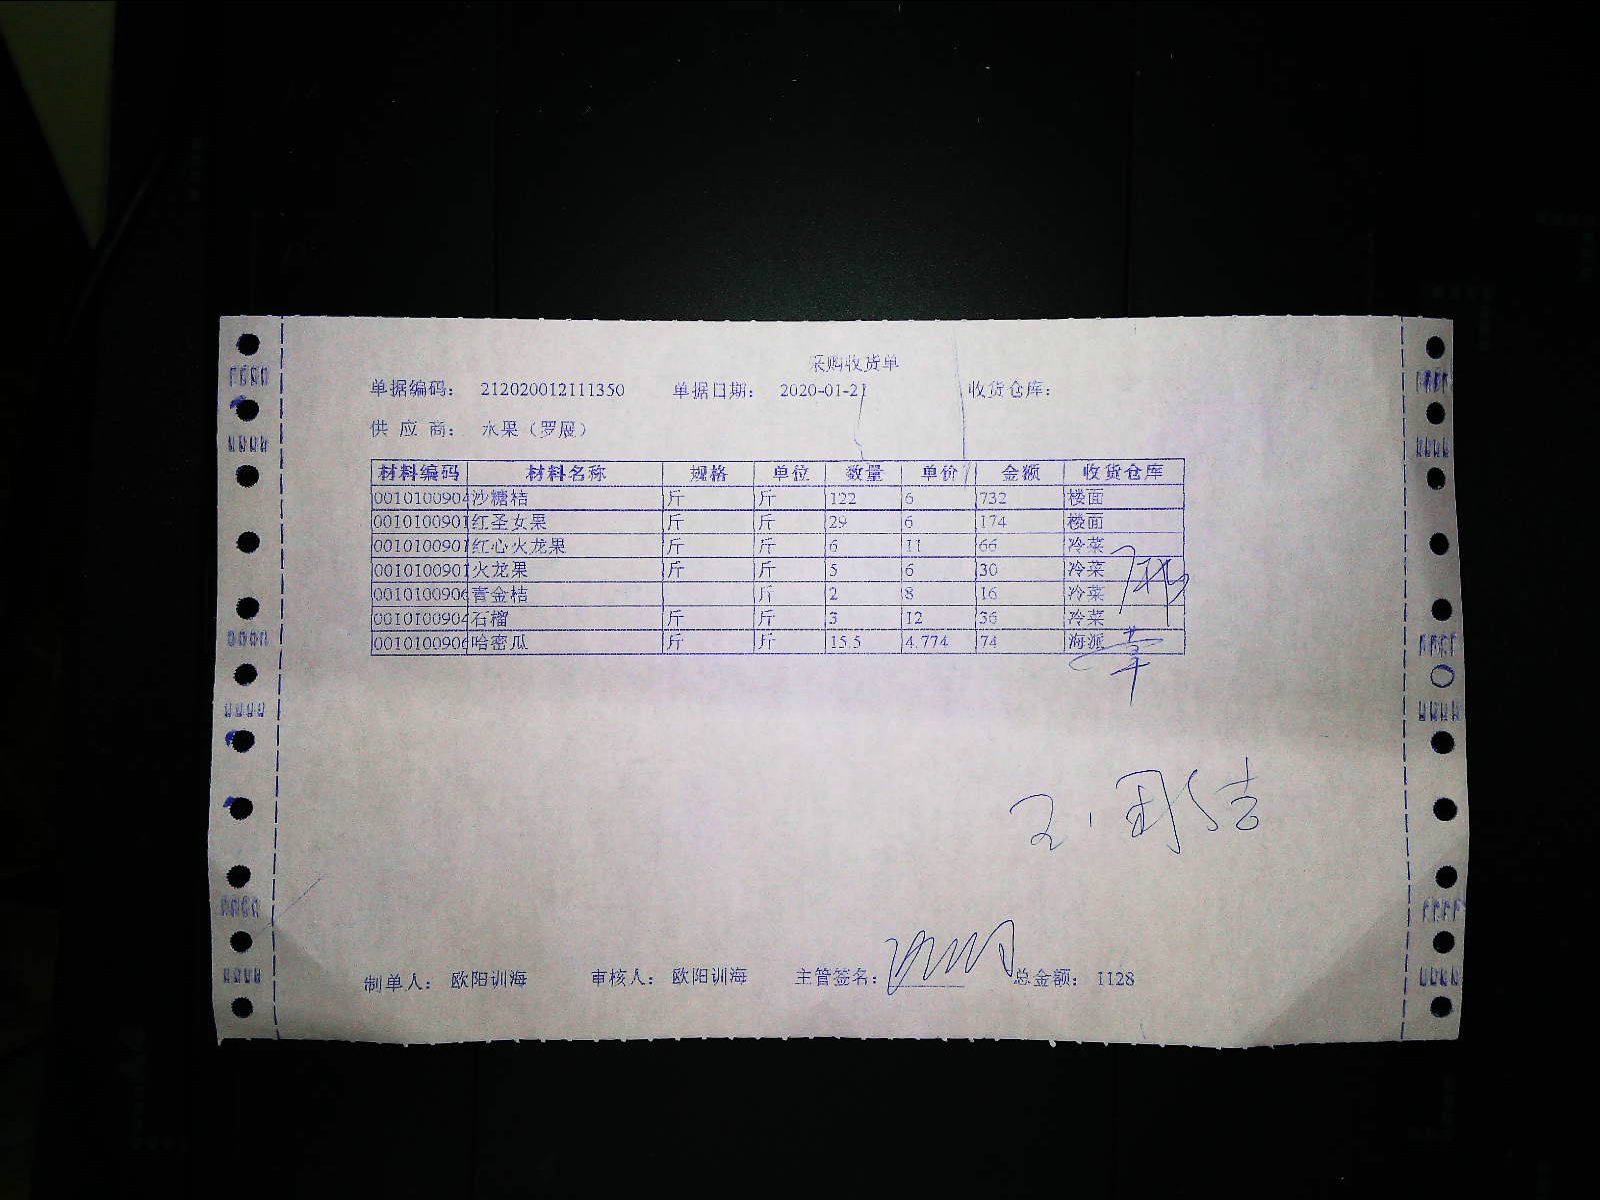 采购收货单
单据编码： 212020012111350 单据日期： 2020-01-21 收货仓库：
供 应 商： 水果（罗展）
材料编码 材料名称 规格 单位 数量 单价 金额 收货仓库
0010100904 沙糖桔 斤 斤 122 6 732 楼面
0010100901 红圣女果 斤 斤 29 6 174 楼面
0010100901 红心火龙果 斤 斤 6 11 66 冷菜
0010100901 火龙果 斤 斤 5 6 30 冷菜
0010100906 青金桔 斤 2 8 16 冷菜
0010100904 石榴 斤 斤 3 12 36 冷菜
0010100906 哈密瓜 斤 斤 15.5 4.774 74 海派
制单人： 欧阳训海 审核人： 欧阳训海 主管签名： 总金额： 1128